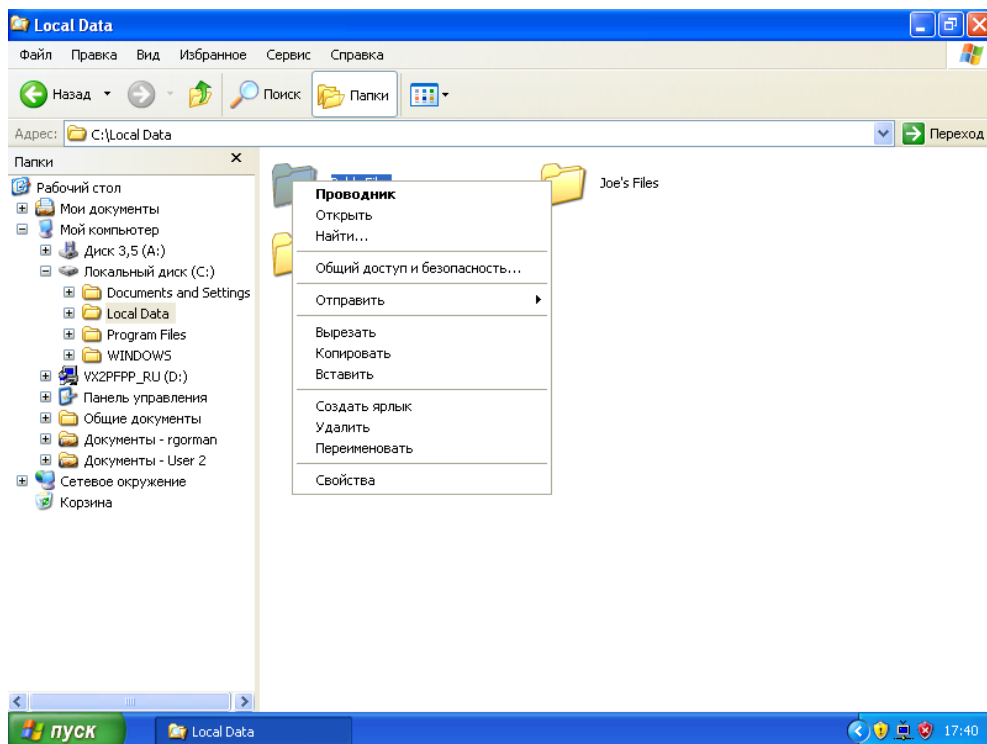 Local Data
Файл Правка Вид Избранное Сервис Справка
Назад Поиск Папки
Адрес: C:\Local Data Переход
Папки
Рабочий стол
Мои документы
Мой компьютер
Диск 3,5 (A:)
Локальный диск (C:)
Documents and Settings
Local Data
Program Files
WINDOWS
VX2PFPP_RU (D:)
Панель управления
Общие документы
Документы - rgorman
Документы - User 2
Сетевое окружение
Корзина
Joe's Files
Проводник
Открыть
Найти...
Общий доступ и безопасность...
Отправить
Вырезать
Копировать
Вставить
Создать ярлык
Удалить
Переименовать
Свойства
пуск Local Data 17:40